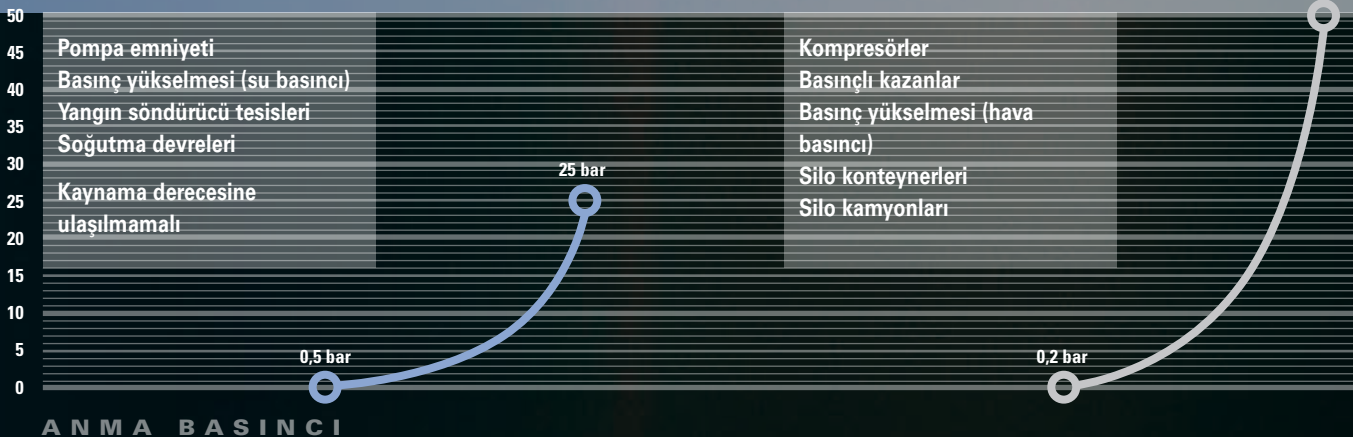 50
45
40
35
30
25
20
15
10
5
0
Pompa emniyeti
Basınç yükselmesi (su basıncı)
Yangın söndürücü tesisleri
Soğutma devreleri
Kaynama derecesine
ulaşılmamalı
0,5 bar
25 bar
Kompresörler
Basınçlı kazanlar
Basınç yükselmesi (hava
basıncı)
Silo konteynerleri
Silo kamyonları
0,2 bar
ANMA BASINCI